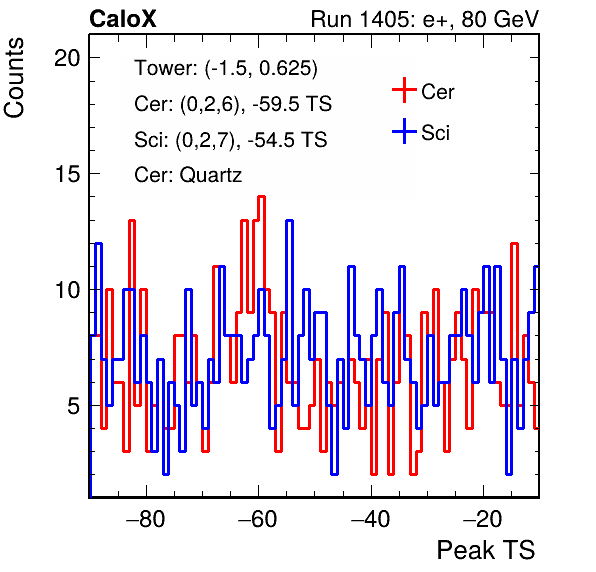 CaloX Run 1405: e+, 80 GeV
Counts
20
15
10
5
Tower: (-1.5, 0.625)
Cer: (0,2,6), -59.5 TS
Sci: (0,2,7), -54.5 TS
Cer: Quartz
Cer
Sci
−80 −60 −40 −20
Peak TS